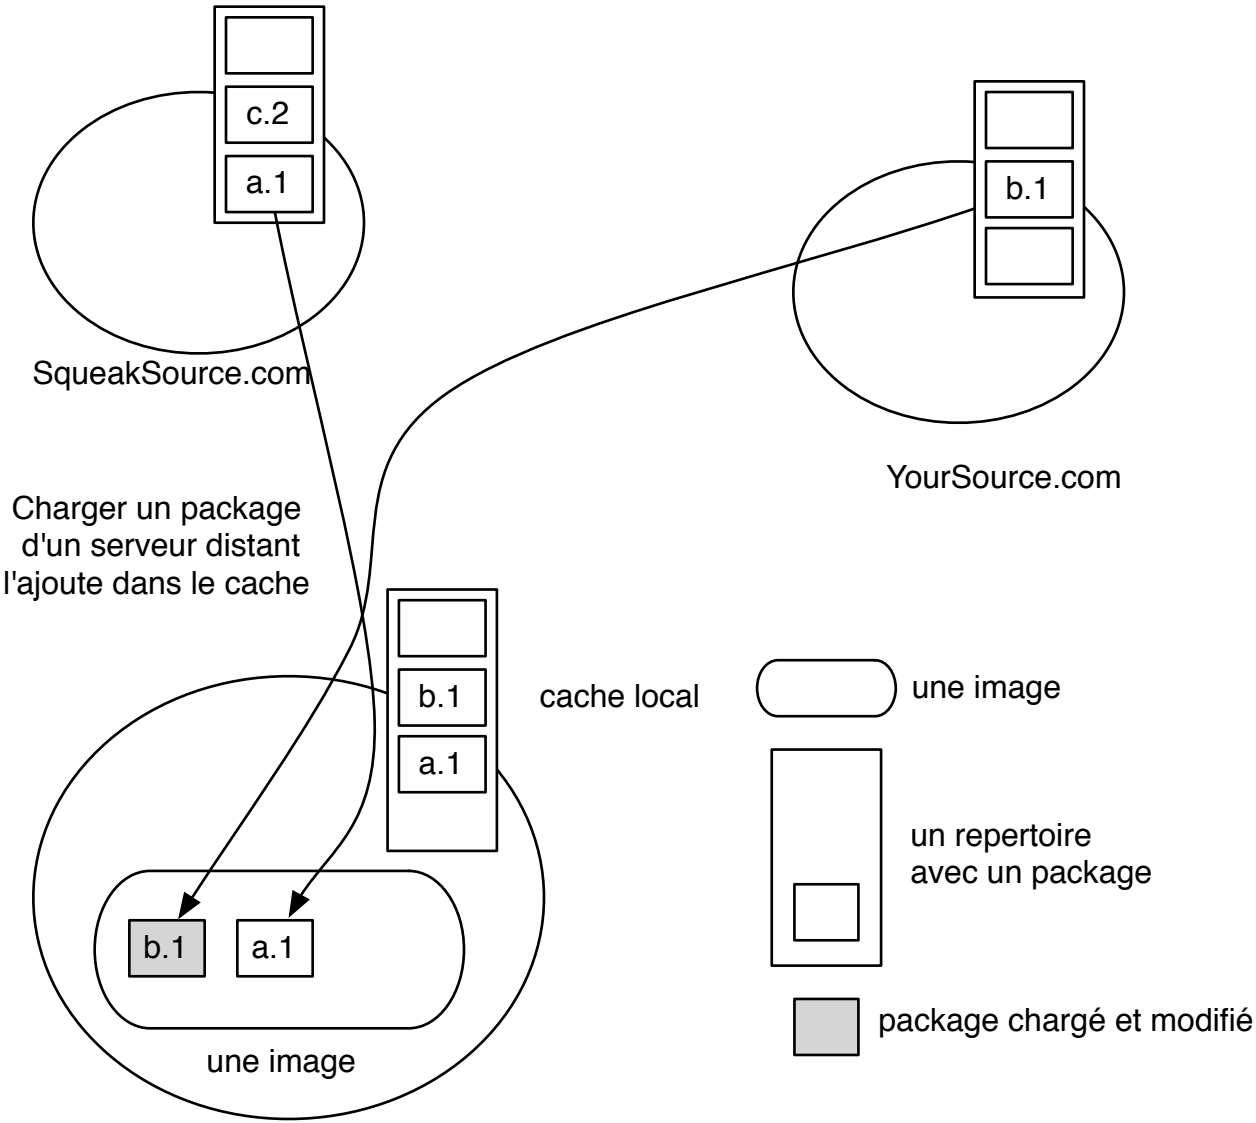 c.2
a.1
SqueakSource.com
b.1
YourSource.com
Charger un package
d'un serveur distant
l'ajoute dans le cache
b.1
a.1
cache local
une image
un repertoire
avec un package
b.1
a.1
une image
package chargé et modifié